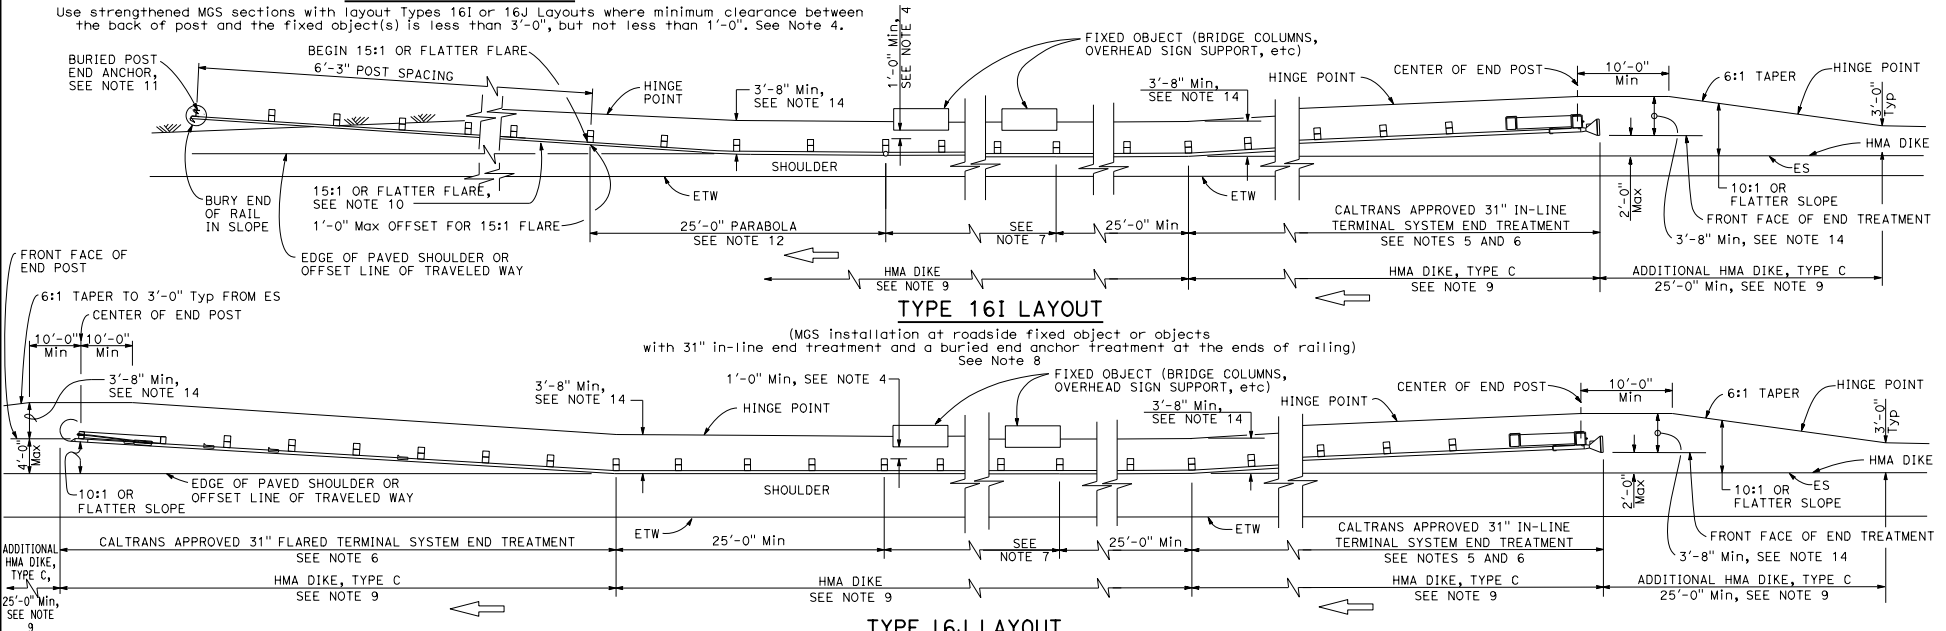 Use strengthened MGS sections with layout Types 16I or 16J Layouts where minimum clearance between
the back of post and the fixed object(s) is less than 3'-0", but not less than 1'-0". See Note 4.
BURIED POST
END ANCHOR,
SEE NOTE 11
BEGIN 15:1 OR FLATTER FLARE
6'-3" POST SPACING
HINGE
POINT
3'-8" Min,
SEE NOTE 14
1'-0" Min,
SEE NOTE 4
FIXED OBJECT (BRIDGE COLUMNS,
OVERHEAD SIGN SUPPORT, etc)
3'-8" Min,
SEE NOTE 14
HINGE POINT
CENTER OF END POST
10'-0"
Min
6:1 TAPER
HINGE POINT
3'-0"
Typ
HMA DIKE
SHOULDER
ES
ETW
ETW
BURY END
OF RAIL
IN SLOPE
15:1 OR FLATTER FLARE,
SEE NOTE 10
1'-0" Max OFFSET FOR 15:1 FLARE
25'-0" PARABOLA
SEE NOTE 12
SEE
NOTE 7
25'-0" Min
CALTRANS APPROVED 31" IN-LINE
TERMINAL SYSTEM END TREATMENT
SEE NOTES 5 AND 6
2'-0"
Max
10:1 OR
FLATTER SLOPE
FRONT FACE OF END TREATMENT
3'-8" Min, SEE NOTE 14
EDGE OF PAVED SHOULDER OR
OFFSET LINE OF TRAVELED WAY
HMA DIKE
SEE NOTE 9
HMA DIKE, TYPE C
SEE NOTE 9
ADDITIONAL HMA DIKE, TYPE C
25'-0" Min, SEE NOTE 9
TYPE 16I LAYOUT
(MGS installation at roadside fixed object or objects
with 31" in-line end treatment and a buried end anchor treatment at the ends of railing)
See Note 8
FRONT FACE OF
END POST
6:1 TAPER TO 3'-0" Typ FROM ES
CENTER OF END POST
10'-0"
Min
10'-0"
Min
3'-8" Min,
SEE NOTE 14
4'-0"
Max
10:1 OR
FLATTER SLOPE
EDGE OF PAVED SHOULDER OR
OFFSET LINE OF TRAVELED WAY
3'-8" Min,
SEE NOTE 14
1'-0" Min, SEE NOTE 4
HINGE POINT
FIXED OBJECT (BRIDGE COLUMNS,
OVERHEAD SIGN SUPPORT, etc)
3'-8" Min,
SEE NOTE 14
HINGE POINT
CENTER OF END POST
10'-0"
Min
6:1 TAPER
HINGE POINT
3'-0"
Typ
HMA DIKE
SHOULDER
ES
ETW
ETW
2'-0"
Max
10:1 OR
FLATTER SLOPE
FRONT FACE OF END TREATMENT
3'-8" Min, SEE NOTE 14
ADDITIONAL
HMA DIKE,
TYPE C,
25'-0" Min,
SEE NOTE
9
CALTRANS APPROVED 31" FLARED TERMINAL SYSTEM END TREATMENT
SEE NOTE 6
25'-0" Min
SEE
NOTE 7
25'-0" Min
CALTRANS APPROVED 31" IN-LINE
TERMINAL SYSTEM END TREATMENT
SEE NOTES 5 AND 6
HMA DIKE, TYPE C
SEE NOTE 9
HMA DIKE
SEE NOTE 9
HMA DIKE, TYPE C
SEE NOTE 9
ADDITIONAL HMA DIKE, TYPE C
25'-0" Min, SEE NOTE 9
TYPE 16J LAYOUT